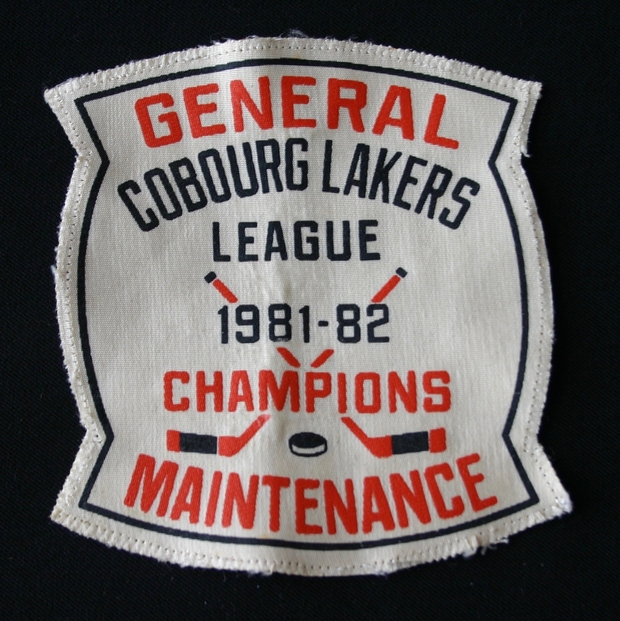 GENERAL
COBOURG LAKERS
LEAGUE
1981-82
CHAMPIONS
MAINTENANCE